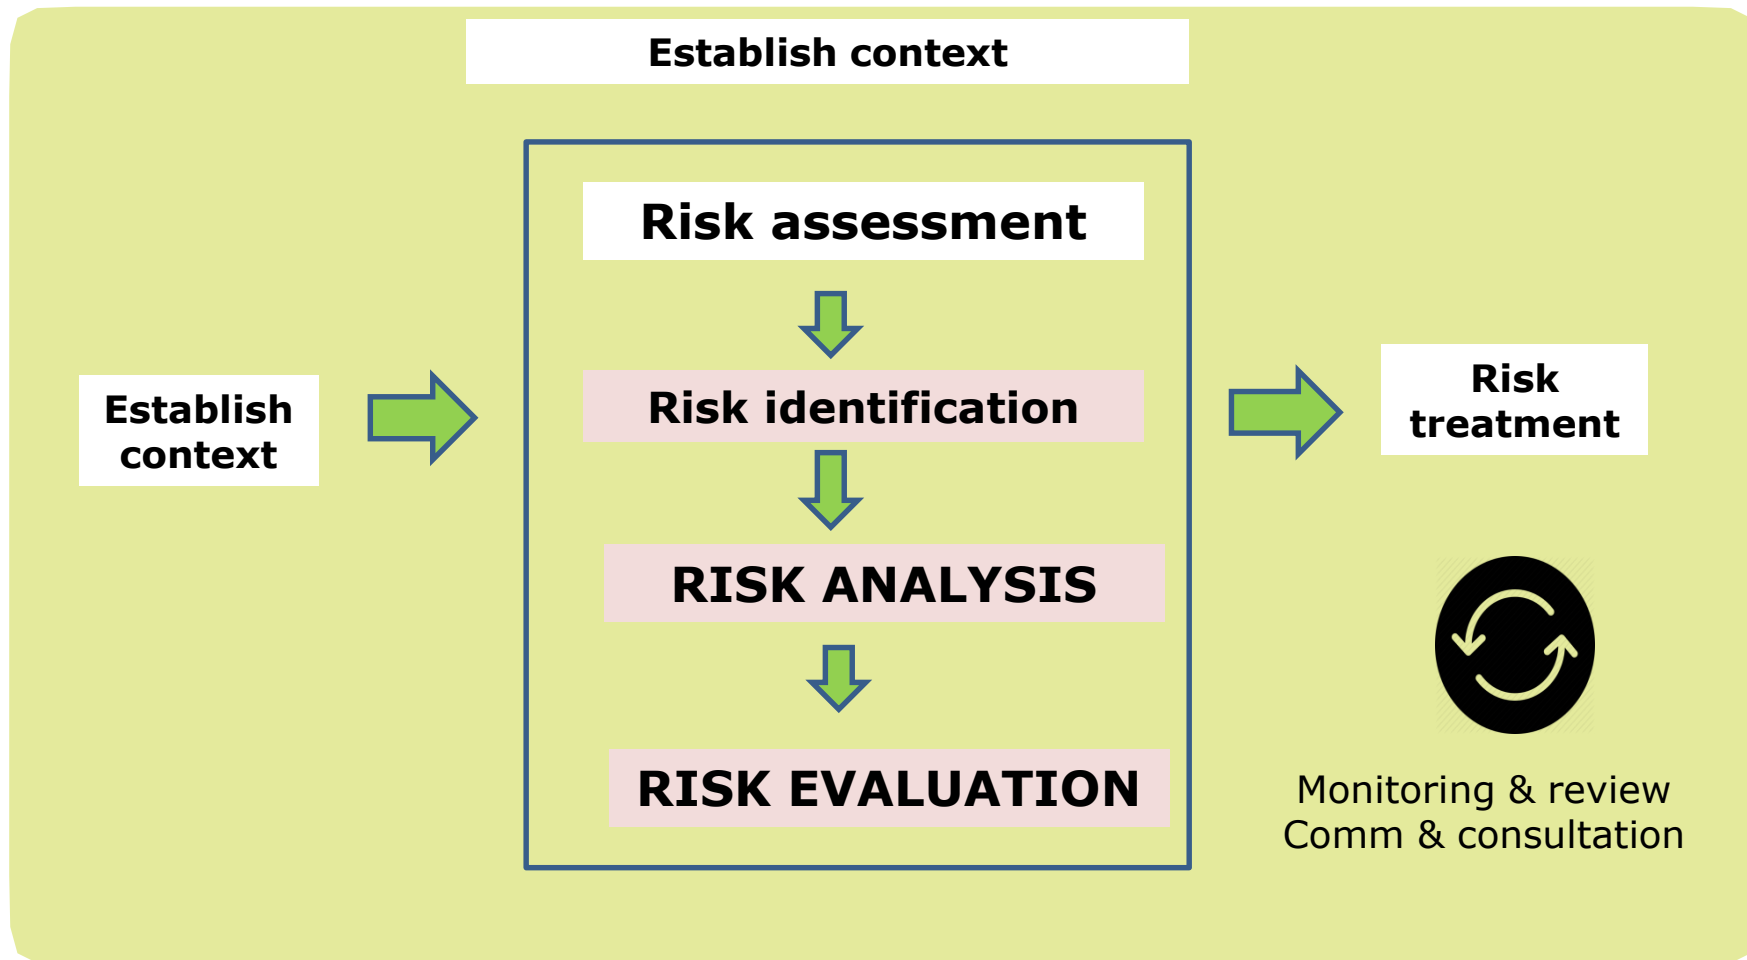 Establish context
Risk assessment
Establish
context
Risk identification
Risk
treatment
RISK ANALYSIS
RISK EVALUATION
Monitoring & review
Comm & consultation